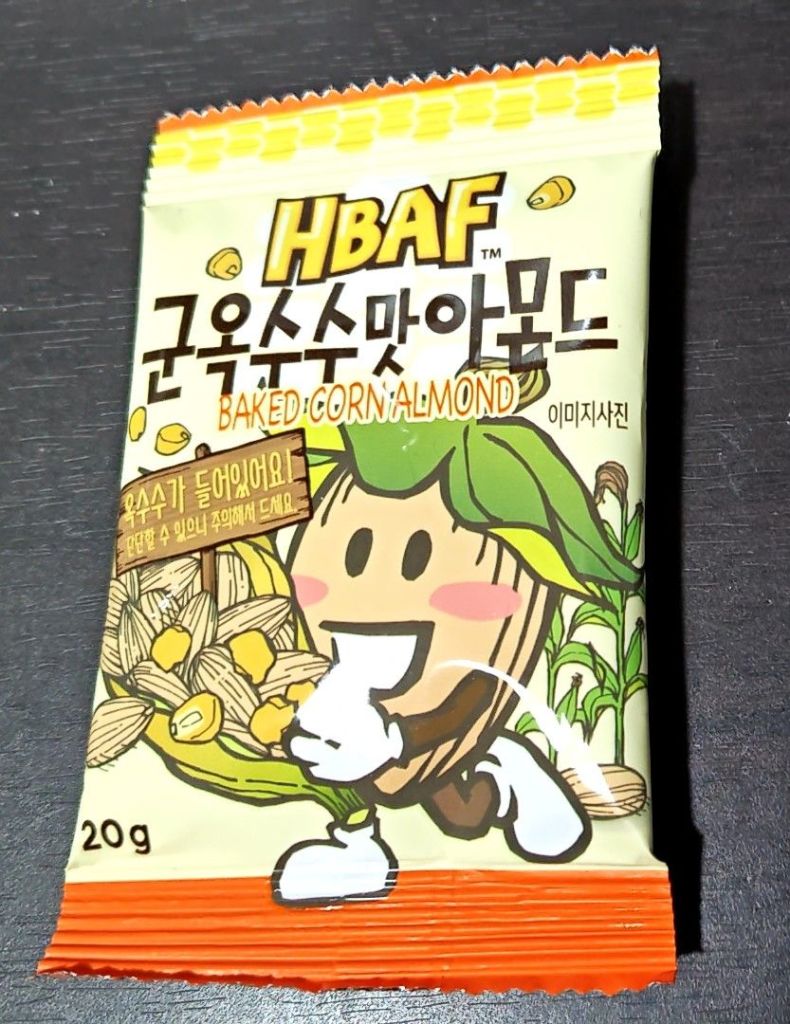 HBAF™
군옥수수맛 아몬드
BAKED CORN ALMOND
이미지사진
옥수수가 들어있어요!
단단할 수 있으니 주의해서 드세요.
20g